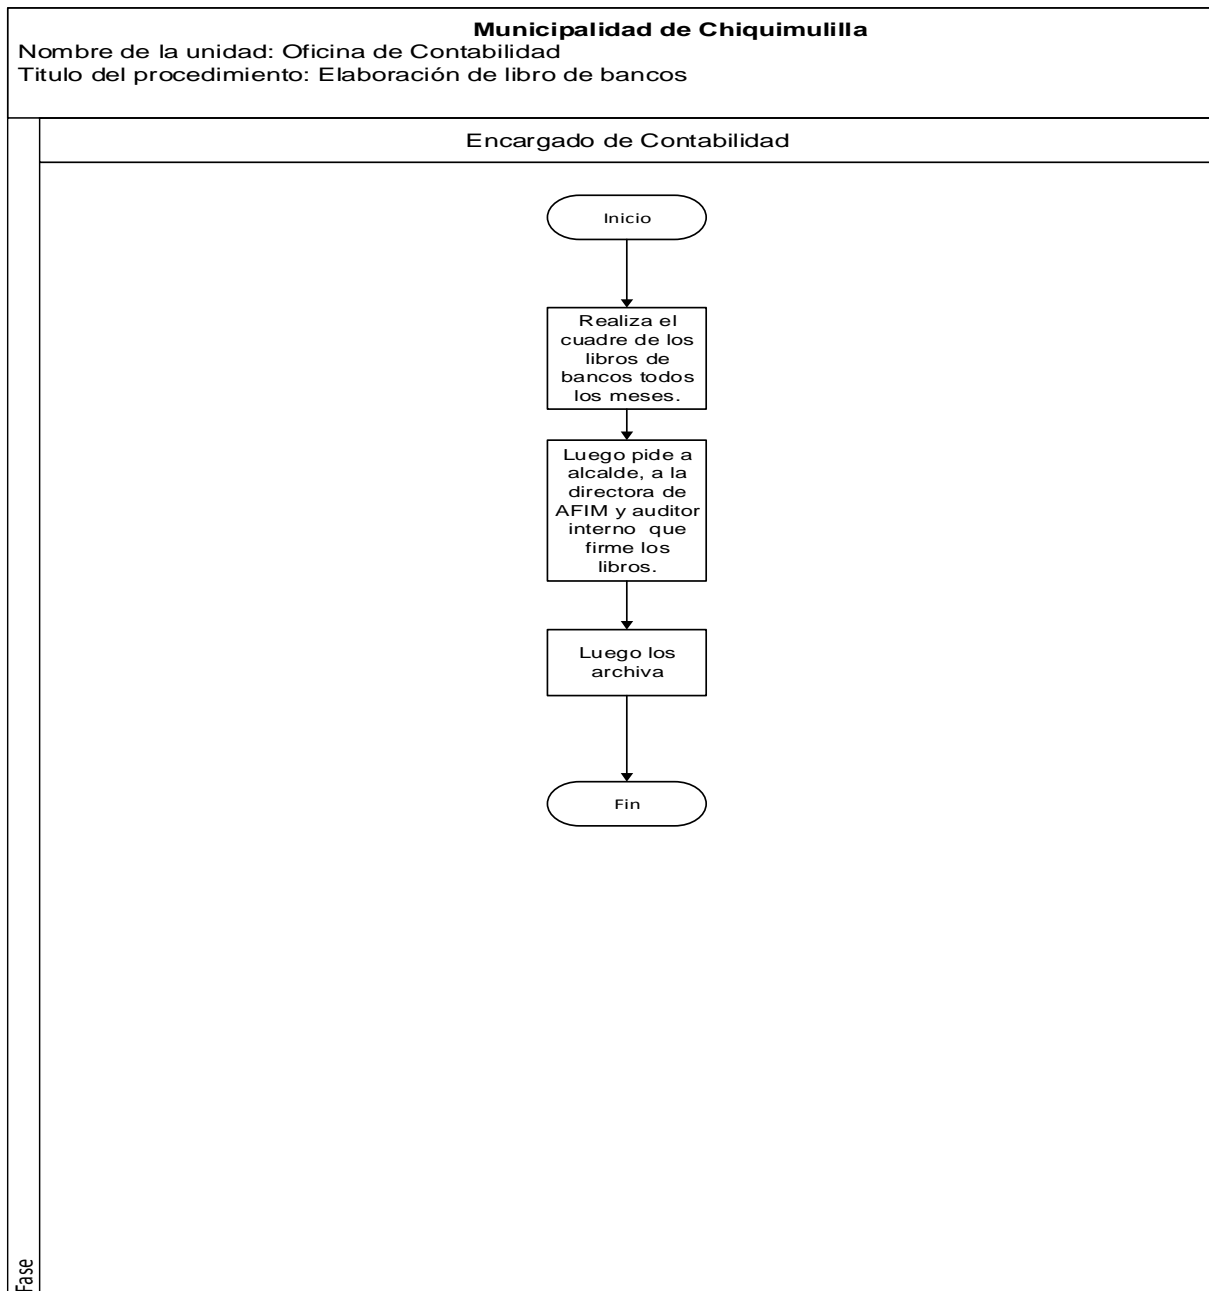 Municipalidad de Chiquimulilla
Nombre de la unidad: Oficina de Contabilidad
Titulo del procedimiento: Elaboración de libro de bancos
Encargado de Contabilidad
Inicio
Realiza el
cuadre de los
libros de
bancos todos
los meses.
Luego pide a
alcalde, a la
directora de
AFIM y auditor
interno que
firme los
libros.
Luego los
archiva
Fin
Fase